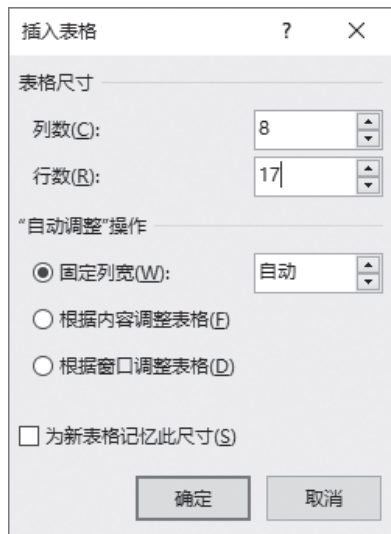 插入表格 ?
表格尺寸
列数(C): 8
行数(R): 17
“自动调整”操作
固定列宽(W): 自动
根据内容调整表格(F)
根据窗口调整表格(D)
为新表格记忆此尺寸(S)
确定 取消